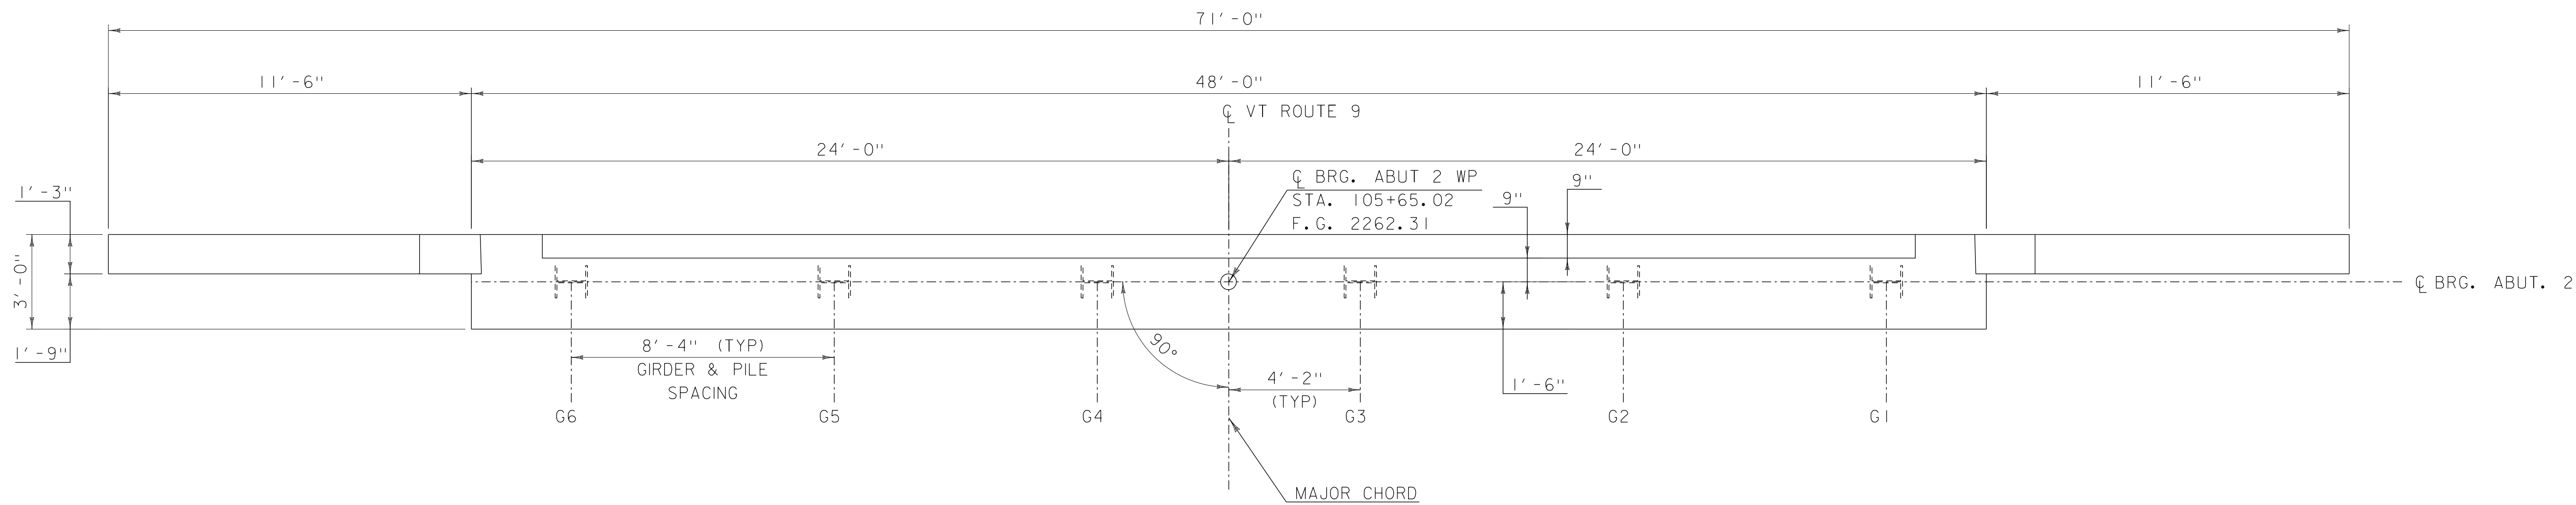 71'-0"
11'-6"
48'-0"
11'-6"
℄ VT ROUTE 9
24'-0"
24'-0"
℄ BRG. ABUT 2 WP
STA. 105+65.02
F.G. 2262.31
9"
9"
1'-3"
3'-0"
1'-9"
℄ BRG. ABUT. 2
90°
8'-4" (TYP)
GIRDER & PILE
SPACING
4'-2"
(TYP)
1'-6"
G6
G5
G4
G3
G2
G1
MAJOR CHORD